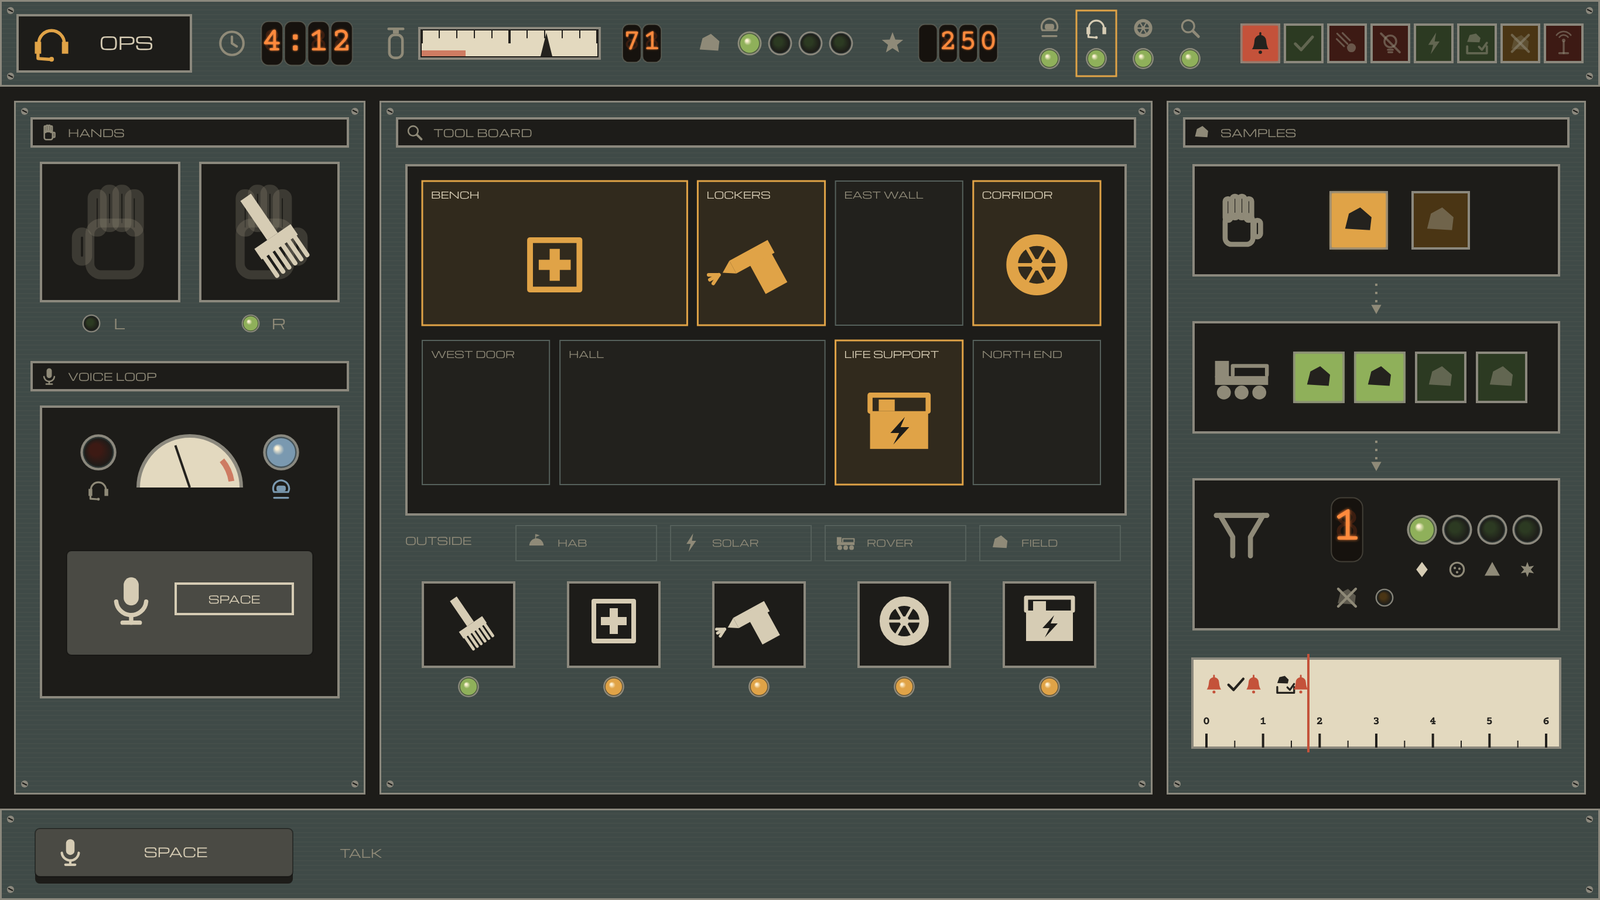 OPS
4:12
71
250
HANDS
L
R
VOICE LOOP
SPACE
TOOL BOARD
BENCH
LOCKERS
EAST WALL
CORRIDOR
WEST DOOR
HALL
LIFE SUPPORT
NORTH END
OUTSIDE
HAB
SOLAR
ROVER
FIELD
SAMPLES
1
0 1 2 3 4 5 6
SPACE
TALK